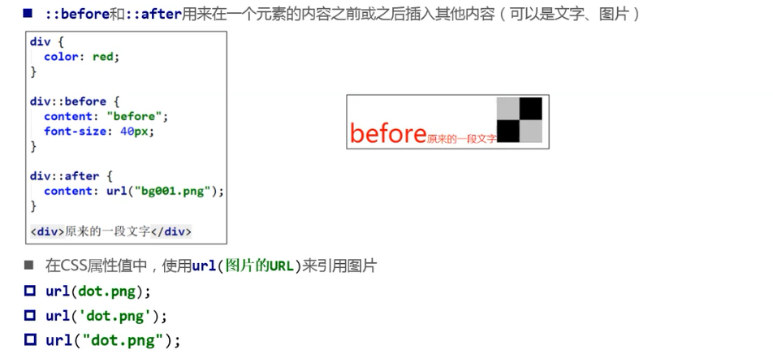 ::before和::after用来在一个元素的内容之前或之后插入其他内容（可以是文字、图片）
div {
  color: red;
}
div::before {
  content: "before";
  font-size: 40px;
}
div::after {
  content: url("bg001.png");
}
<div>原来的一段文字</div>
before原来的一段文字
在CSS属性值中，使用url(图片的URL)来引用图片
url(dot.png);
url('dot.png');
url("dot.png");